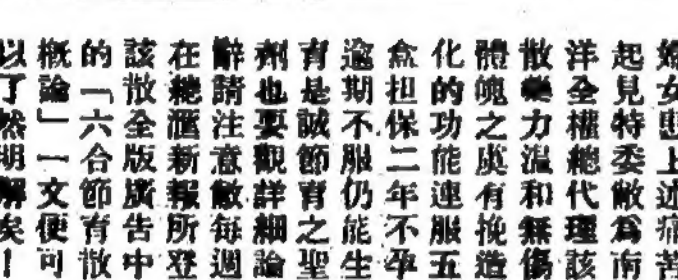 婦女患上述痛苦
起見特委敝爲南
洋全權總代理該
散藥力溫和無傷
體魄之虞有挽造
化的功能連服五
盒担保二年不孕
逾期不服仍能生
育是誠節育之聖
劑也要觀詳細論
辭請注意敝每週
在總滙新報所登
該散全版廣告中
的「六合節育散
概論」一文便可
以了然明解矣！